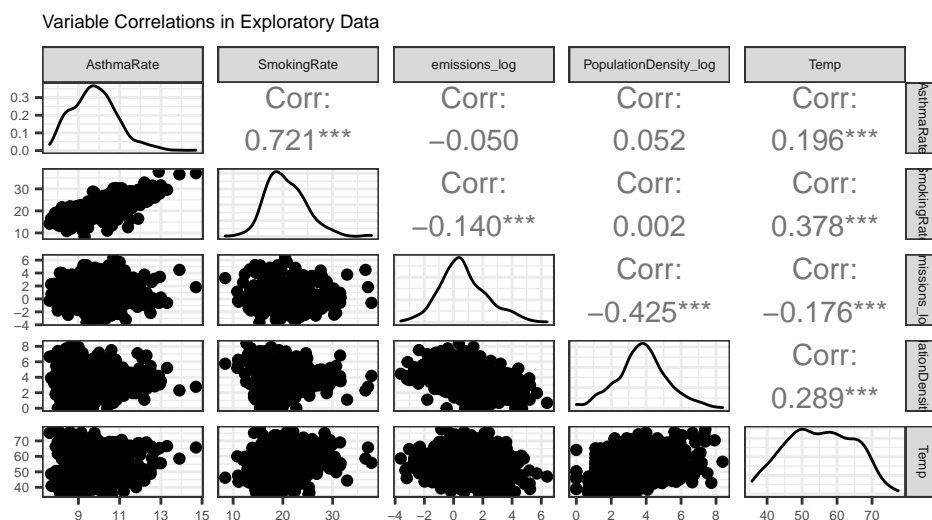 Variable Correlations in Exploratory Data
AsthmaRate SmokingRate emissions_log PopulationDensity_log Temp
0.3
0.2
0.1
0.0
Corr: Corr: Corr: Corr:
0.721*** −0.050 0.052 0.196***
AsthmaRate
30
20
10
Corr: Corr: Corr:
−0.140*** 0.002 0.378***
SmokingRate
6
4
2
0
−2
−4
Corr: Corr:
−0.425*** −0.176***
missions_lo
8
6
4
2
0
Corr:
0.289***
ationDensit
70
60
50
40
Temp
9 11 13 15 10 20 30 −4 −2 0 2 4 6 0 2 4 6 8 40 50 60 70